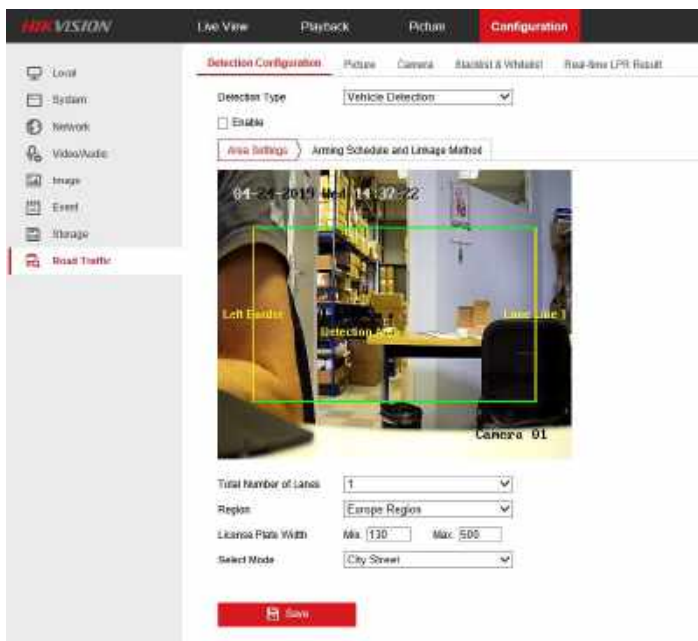 HIKVISION
Live View Playback Picture Configuration
Local
System
Network
Video/Audio
Image
Event
Storage
Road Traffic
Detection Configuration Picture Camera Blacklist & Whitelist Real-time LPR Result
Detection Type Vehicle Detection
Enable
Area Settings Arming Schedule and Linkage Method
04-24-2019 Wed 14:37:22
Left Border Detection Area Lane Line 1
Camera 01
Total Number of Lanes 1
Region Europe Region
License Plate Width Min. 130 Max. 500
Select Mode City Street
Save